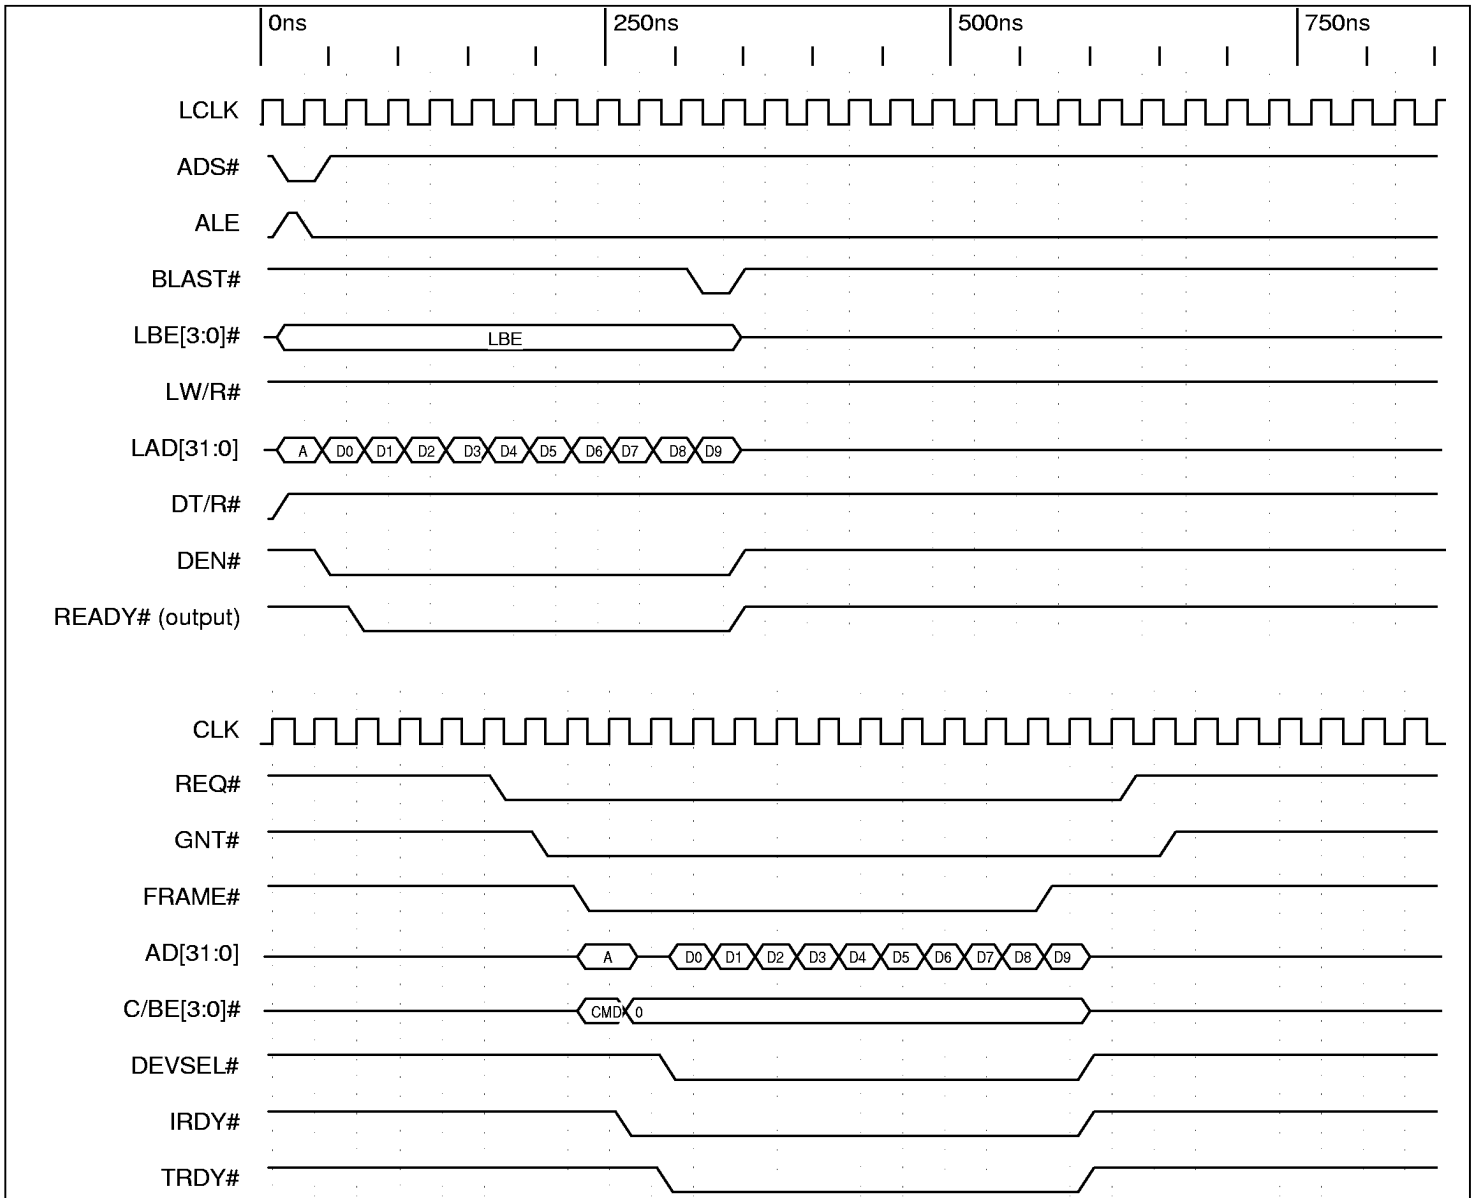 0ns 250ns 500ns 750ns
LCLK
ADS#
ALE
BLAST#
LBE[3:0]# LBE
LW/R#
LAD[31:0] A D0 D1 D2 D3 D4 D5 D6 D7 D8 D9
DT/R#
DEN#
READY# (output)
CLK
REQ#
GNT#
FRAME#
AD[31:0] A D0 D1 D2 D3 D4 D5 D6 D7 D8 D9
C/BE[3:0]# CMD 0
DEVSEL#
IRDY#
TRDY#